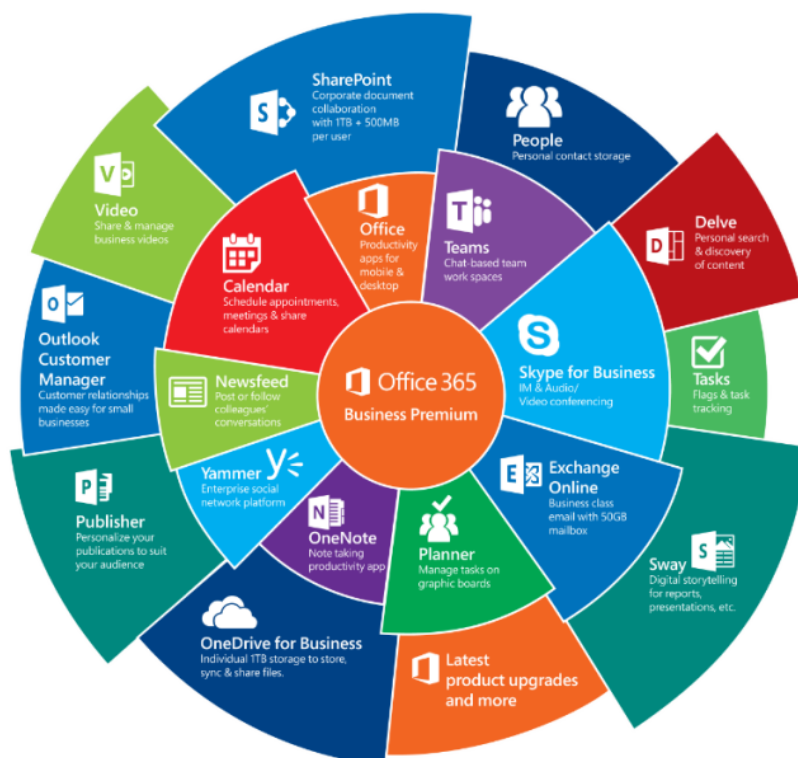 SharePoint
Corporate document
collaboration
with 1TB + 500MB
per user
People
Personal contact storage
Delve
Personal search
& discovery
of content
Tasks
Flags & task
tracking
Sway
Digital storytelling
for reports,
presentations, etc.
Latest
product upgrades
and more
OneDrive for Business
Individual 1TB storage to store,
sync & share files.
Publisher
Personalize your
publications to suit
your audience
Outlook
Customer
Manager
Customer relationships
made easy for small
businesses
Video
Share & manage
business videos
Office
Productivity
apps for
mobile &
desktop
Teams
Chat-based team
work spaces
Skype for Business
IM & Audio/
Video conferencing
Exchange
Online
Business class
email with 50GB
mailbox
Planner
Manage tasks on
graphic boards
OneNote
Note taking
productivity app
Yammer
Enterprise social
network platform
Newsfeed
Post or follow
colleagues'
conversations
Calendar
Schedule appointments,
meetings & share
calendars
Office 365
Business Premium